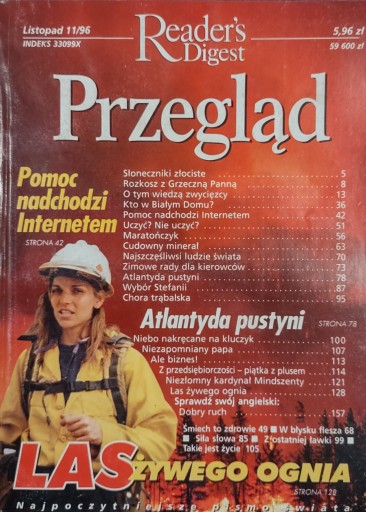 Listopad 11/96
INDEKS 33099X
Reader's
Digest
5,96 zł
59 600 zł
Przegląd
Pomoc
nadchodzi
Internetem
STRONA 42
Słoneczniki złociste 5
Rozkosz z Grzeczną Panną 8
O tym wiedzą zwycięzcy 13
Kto w Białym Domu? 36
Pomoc nadchodzi Internetem 42
Uczyć? Nie uczyć? 51
Maratończyk 56
Cudowny minerał 63
Najszczęśliwsi ludzie świata 70
Zimowe rady dla kierowców 73
Atlantyda pustyni 78
Wybór Stefanii 87
Chora trąbalska 95
Atlantyda pustyni STRONA 78
Niebo nakręcane na kluczyk 100
Niezapomniany papa 107
Ale biznes! 113
Z przedsiębiorczości – piątka z plusem 114
Niezłomny kardynał Mindszenty 121
Las żywego ognia 128
Sprawdź swój angielski:
Dobry ruch 157
Śmiech to zdrowie 49 ■ W błysku flesza 68
■ Siła słowa 85 ■ Z ostatniej ławki 99 ■
Takie jest życie 105
LAS ŻYWEGO OGNIA
STRONA 128
Najpoczytniejsze pismo świata